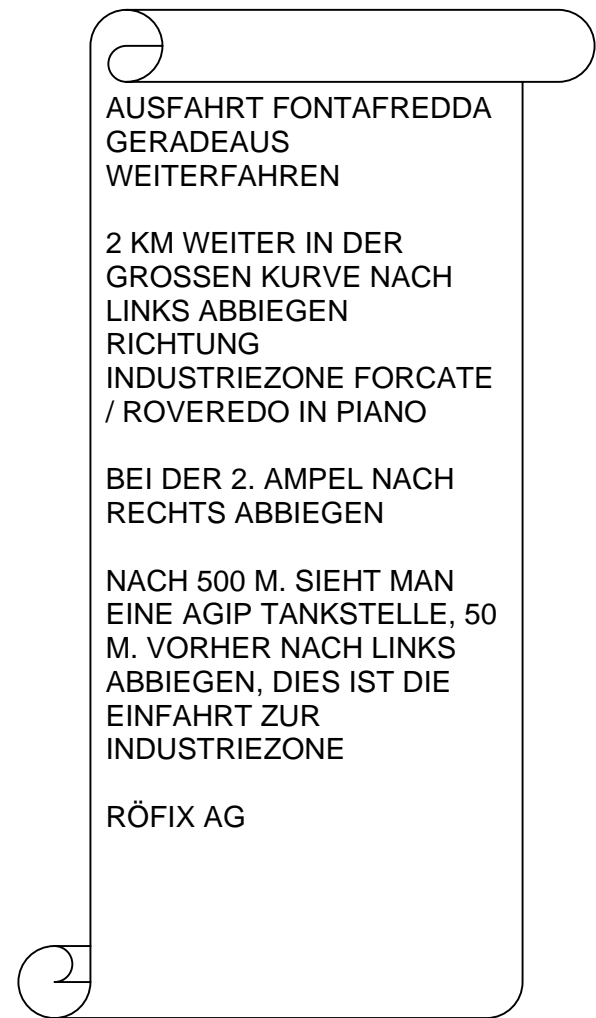 AUSFAHRT FONTAFREDDA
GERADEAUS
WEITERFAHREN
2 KM WEITER IN DER
GROSSEN KURVE NACH
LINKS ABBIEGEN
RICHTUNG
INDUSTRIEZONE FORCATE
/ ROVEREDO IN PIANO
BEI DER 2. AMPEL NACH
RECHTS ABBIEGEN
NACH 500 M. SIEHT MAN
EINE AGIP TANKSTELLE, 50
M. VORHER NACH LINKS
ABBIEGEN, DIES IST DIE
EINFAHRT ZUR
INDUSTRIEZONE
RÖFIX AG